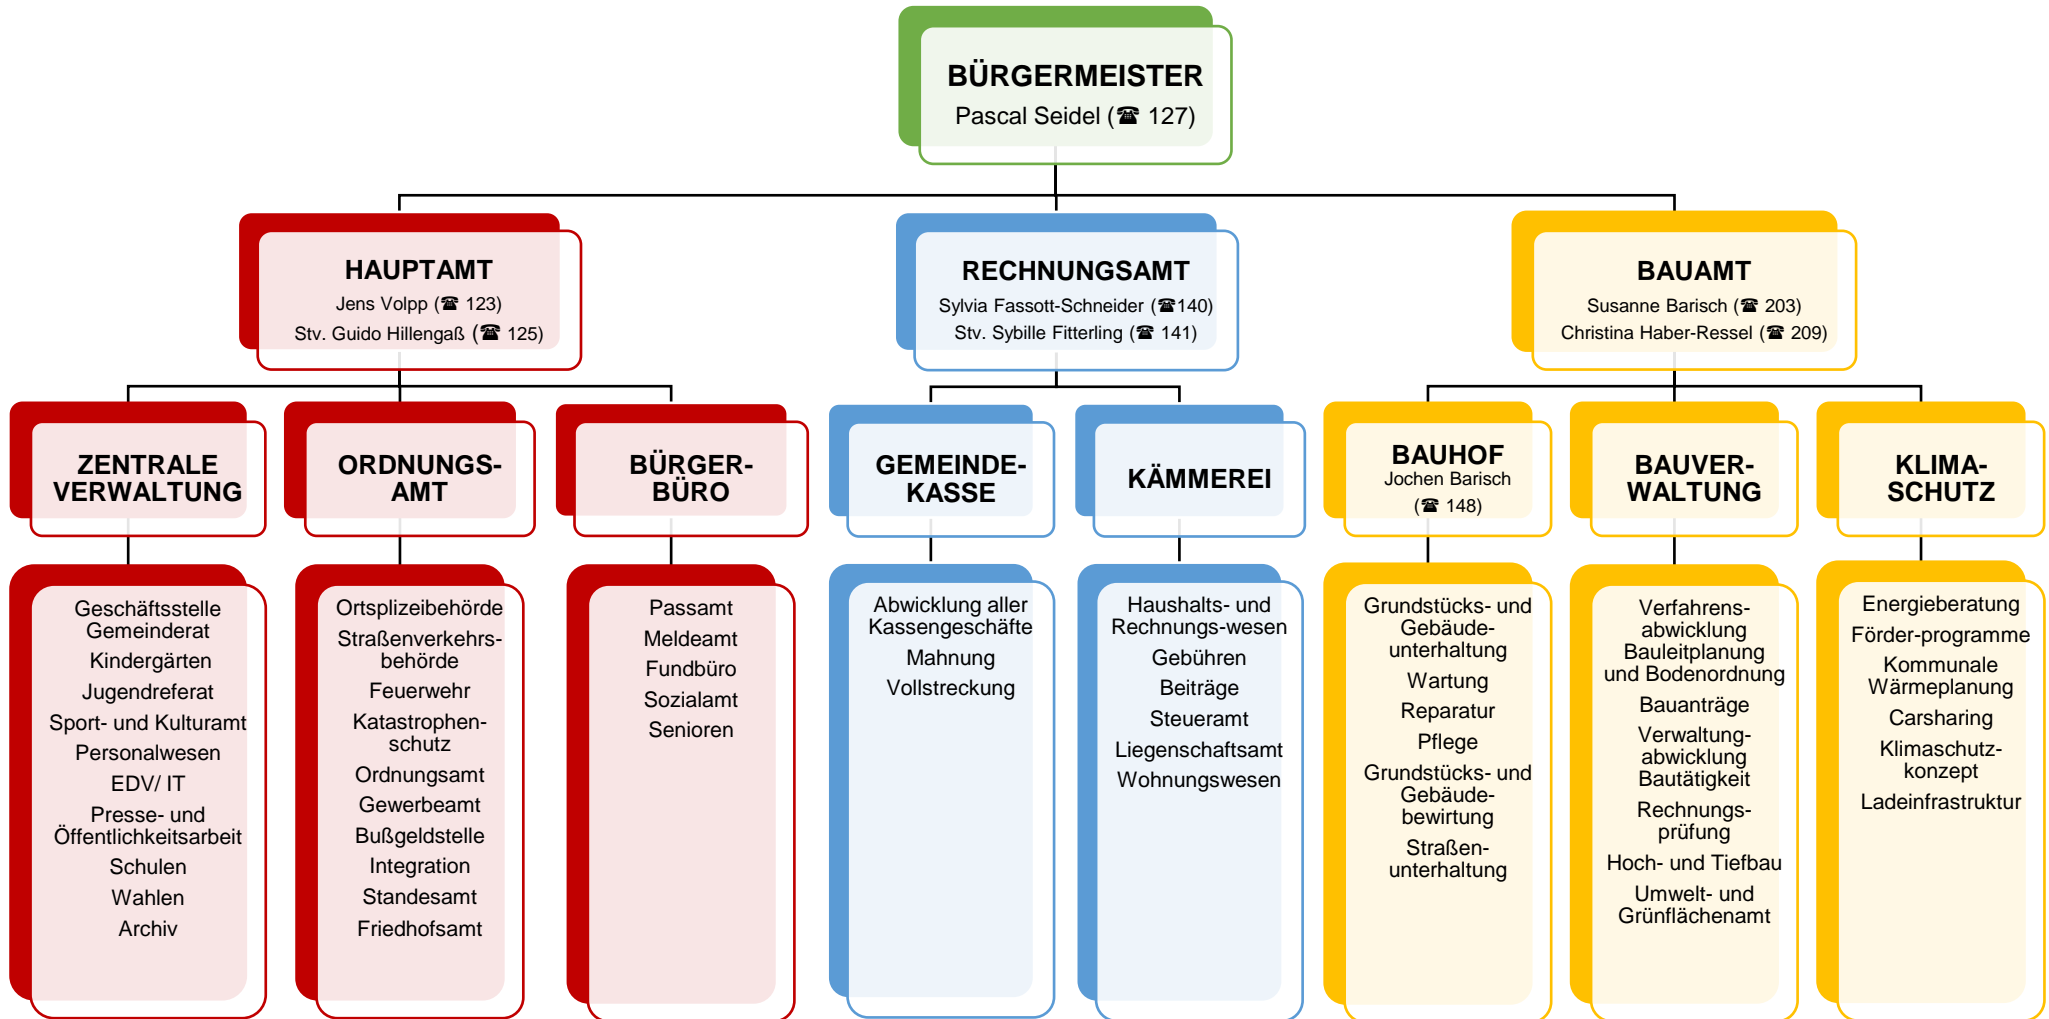 BÜRGERMEISTER
Pascal Seidel (☎ 127)
HAUPTAMT
Jens Volpp (☎ 123)
Stv. Guido Hillengaß (☎ 125)
RECHNUNGSAMT
Sylvia Fassott-Schneider (☎140)
Stv. Sybille Fitterling (☎ 141)
BAUAMT
Susanne Barisch (☎ 203)
Christina Haber-Ressel (☎ 209)
ZENTRALE
VERWALTUNG
ORDNUNGS-
AMT
BÜRGER-
BÜRO
GEMEINDE-
KASSE
KÄMMEREI
BAUHOF
Jochen Barisch
(☎ 148)
BAUVER-
WALTUNG
KLIMA-
SCHUTZ
Geschäftsstelle
Gemeinderat
Kindergärten
Jugendreferat
Sport- und Kulturamt
Personalwesen
EDV/ IT
Presse- und
Öffentlichkeitsarbeit
Schulen
Wahlen
Archiv
Ortsplizeibehörde
Straßenverkehrs-
behörde
Feuerwehr
Katastrophen-
schutz
Ordnungsamt
Gewerbeamt
Bußgeldstelle
Integration
Standesamt
Friedhofsamt
Passamt
Meldeamt
Fundbüro
Sozialamt
Senioren
Abwicklung aller
Kassengeschäfte
Mahnung
Vollstreckung
Haushalts- und
Rechnungs-wesen
Gebühren
Beiträge
Steueramt
Liegenschaftsamt
Wohnungswesen
Grundstücks- und
Gebäude-
unterhaltung
Wartung
Reparatur
Pflege
Grundstücks- und
Gebäude-
bewirtung
Straßen-
unterhaltung
Verfahrens-
abwicklung
Bauleitplanung
und Bodenordnung
Bauanträge
Verwaltung-
abwicklung
Bautätigkeit
Rechnungs-
prüfung
Hoch- und Tiefbau
Umwelt- und
Grünflächenamt
Energieberatung
Förder-programme
Kommunale
Wärmeplanung
Carsharing
Klimaschutz-
konzept
Ladeinfrastruktur